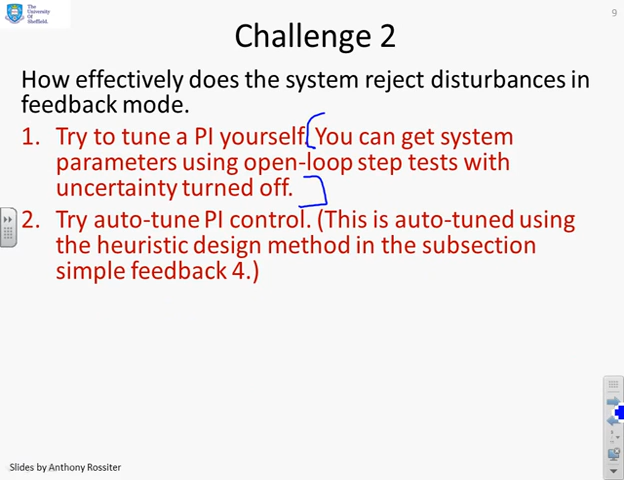 The
University
Of
Sheffield.
9
Challenge 2
How effectively does the system reject disturbances in
feedback mode.
1. Try to tune a PI yourself. You can get system
parameters using open-loop step tests with
uncertainty turned off.
2. Try auto-tune PI control. (This is auto-tuned using
the heuristic design method in the subsection
simple feedback 4.)
Slides by Anthony Rossiter